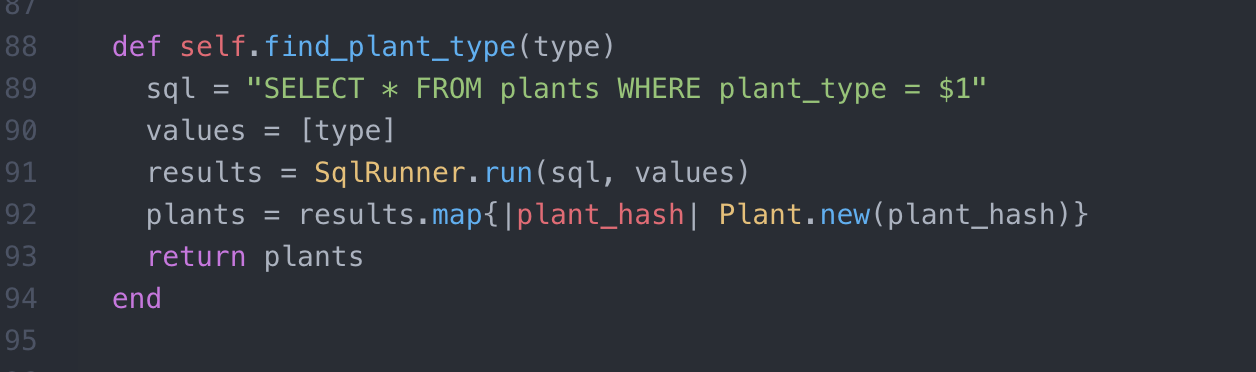 87
88 def self.find_plant_type(type)
89 sql = "SELECT * FROM plants WHERE plant_type = $1"
90 values = [type]
91 results = SqlRunner.run(sql, values)
92 plants = results.map{|plant_hash| Plant.new(plant_hash)}
93 return plants
94 end
95